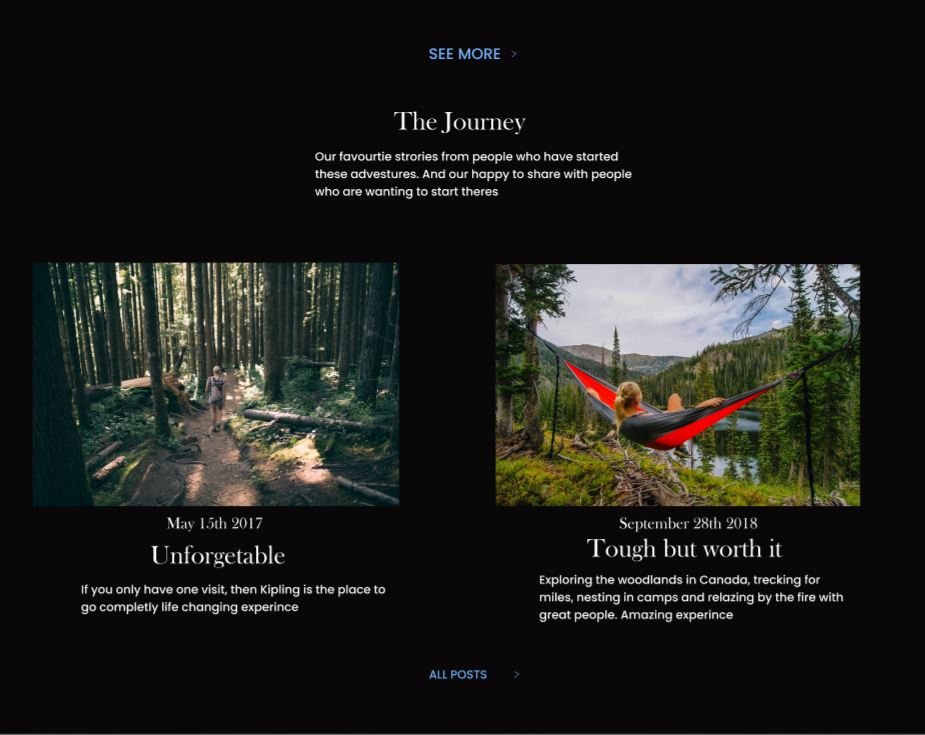 SEE MORE >
The Journey
Our favourtie strories from people who have started
these advestures. And our happy to share with people
who are wanting to start theres
May 15th 2017
Unforgetable
If you only have one visit, then Kipling is the place to
go completly life changing experince
September 28th 2018
Tough but worth it
Exploring the woodlands in Canada, trecking for
miles, nesting in camps and relazing by the fire with
great people. Amazing experince
ALL POSTS >